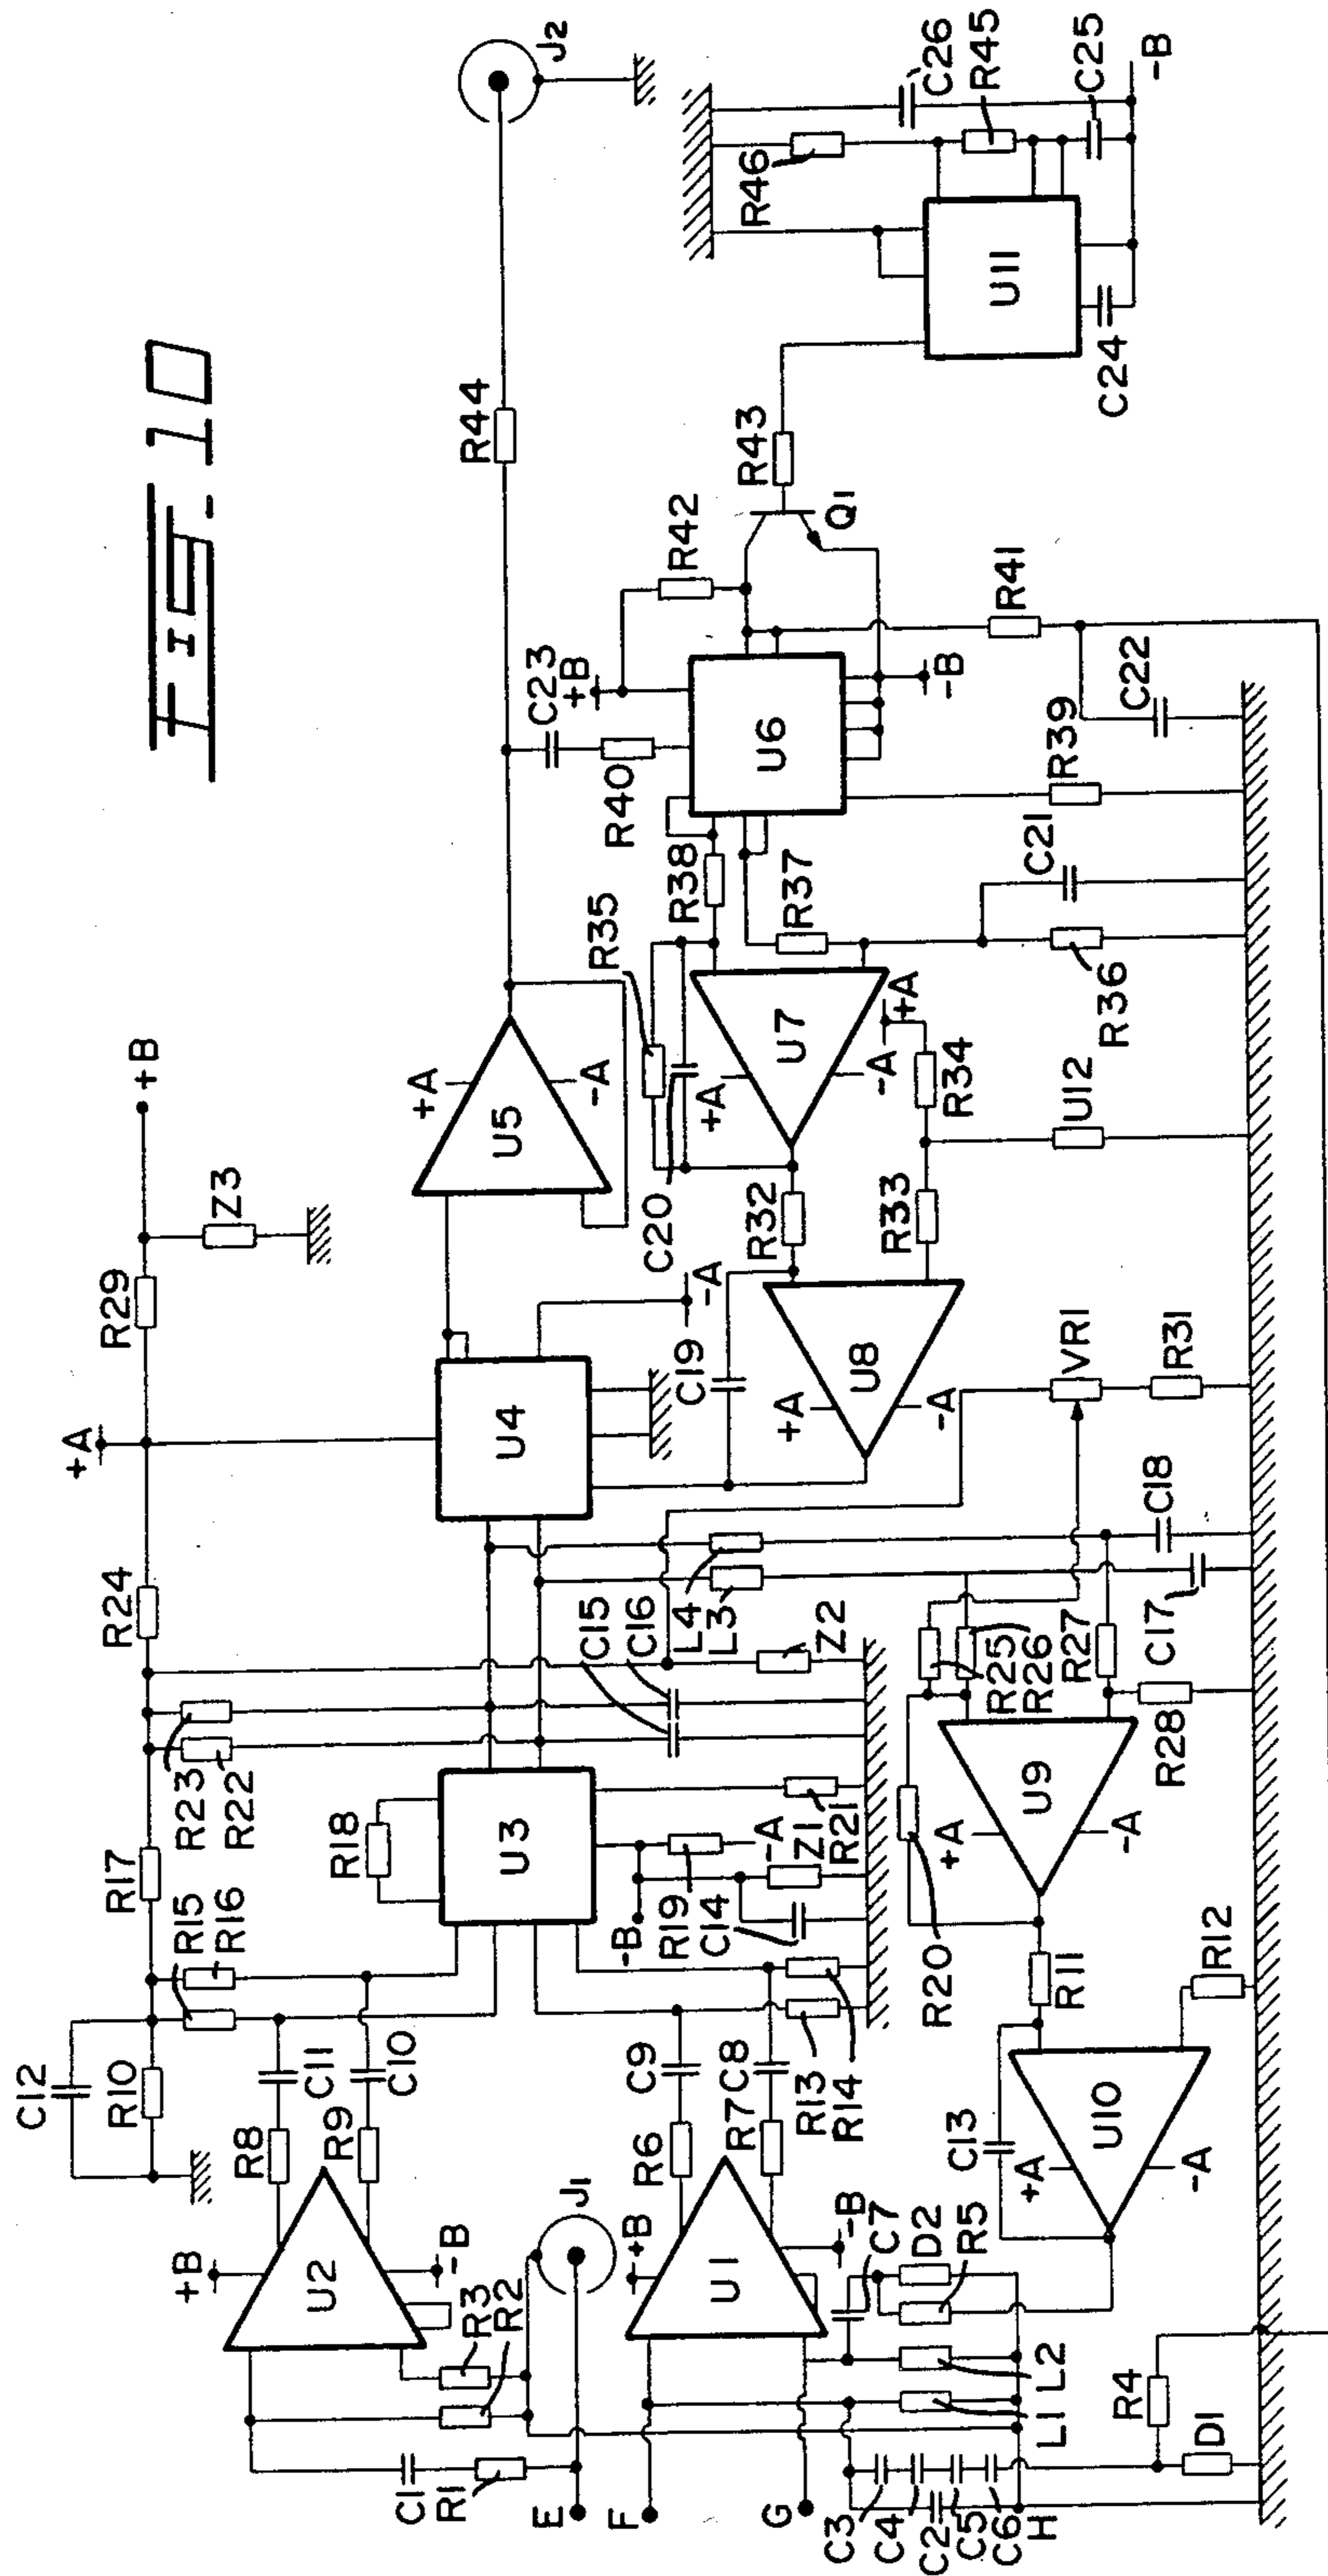 FIG. 10
C12
R10
R15
R16
R17
R24
+A
R29
+B
Z3
R23
R22
R8
C11
R9
C10
+B
U2
-B
R3
R2
C1
R1
J1
E
F
G
H
R18
U3
-B
R19
-A
C14
Z1
R21
C15
C16
L4
L3
Z2
U4
-A
+A
U5
-A
R44
J2
C23
+B
R40
R42
Q1
R43
U6
-B
R41
C22
R39
R38
R37
R35
C20
C21
R36
+A
U7
-A
+A
R34
U12
R32
R33
C19
+A
U8
-A
VR1
R31
C18
C17
R25
R26
R27
R28
+A
U9
-A
R20
R11
R12
C13
+A
U10
-A
+B
U1
-B
R6
C9
R7
C8
R13
R14
C7
D2
R5
L2
L1
C3
C4
C2
C5
C6
R4
D1
R46
C26
R45
C25
-B
U11
C24